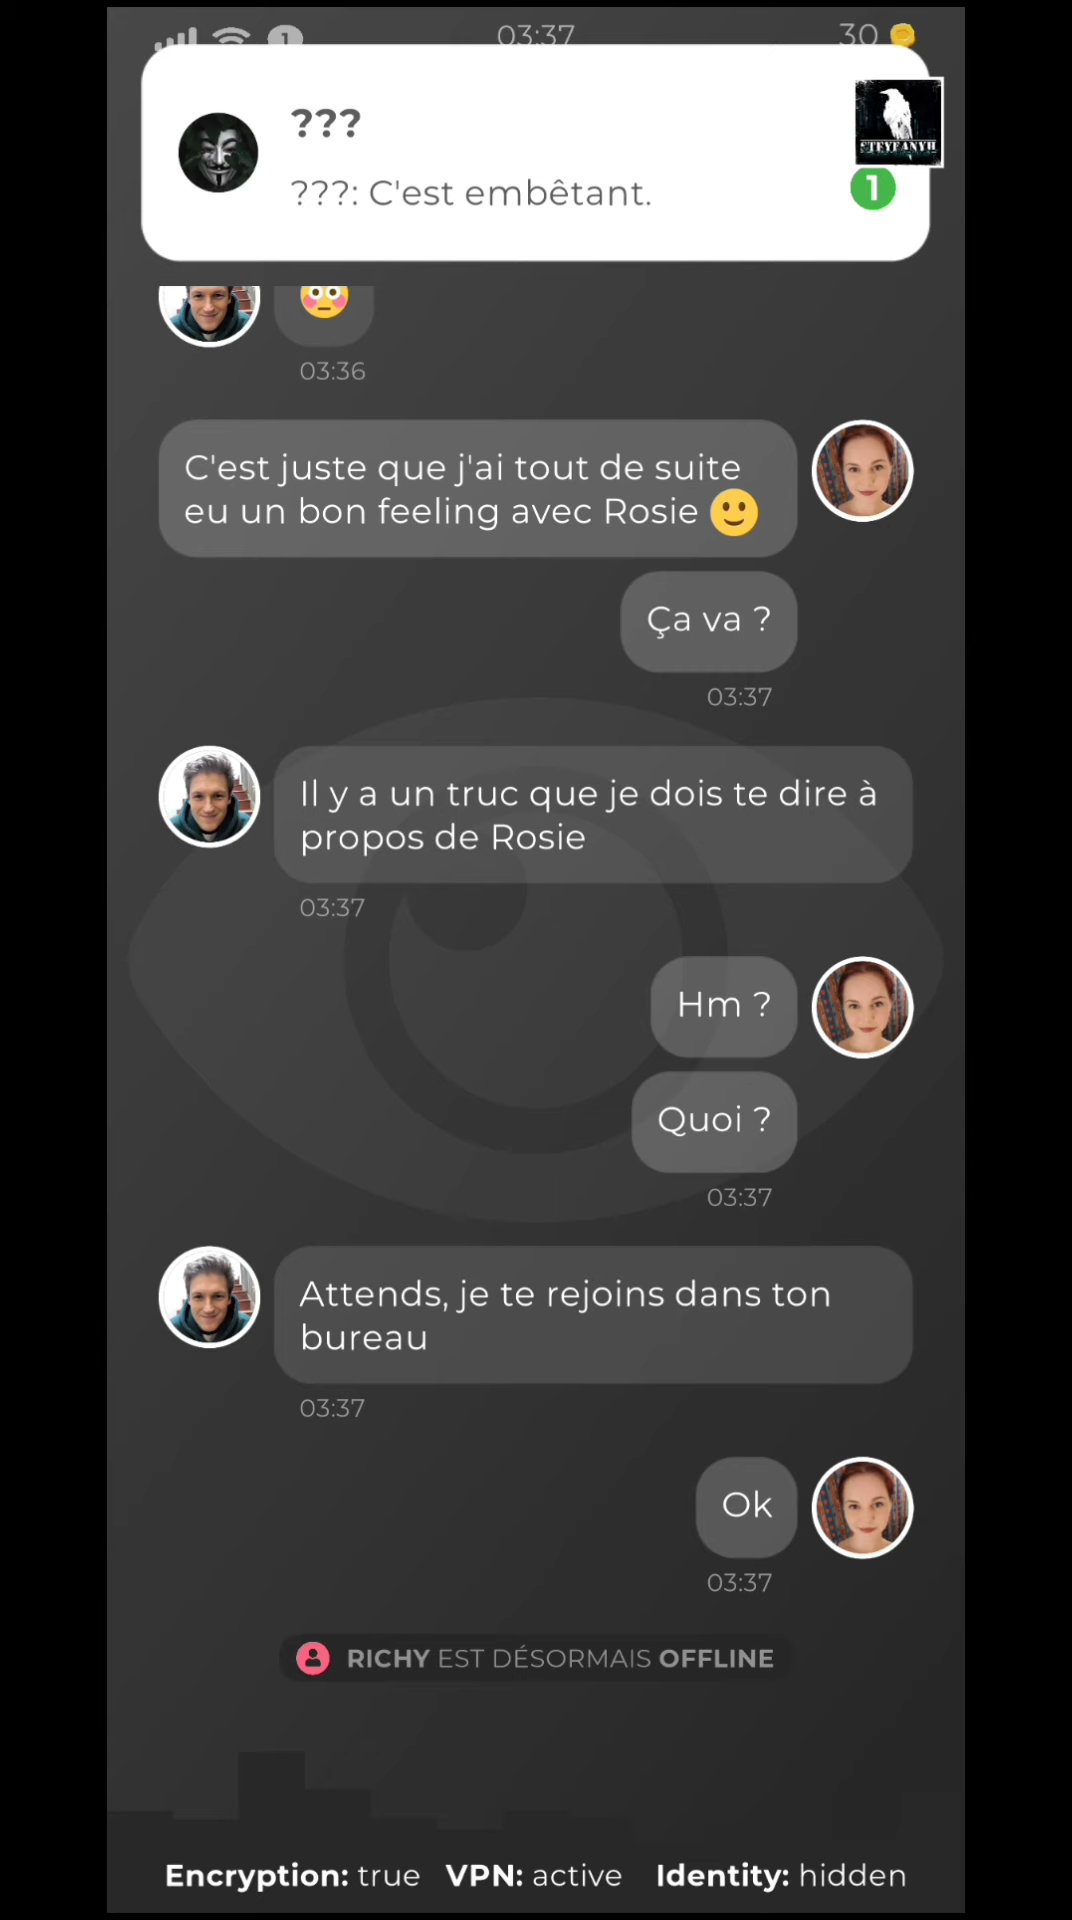 1
03:37
30
???
STEYFANYH
???: C'est embêtant.
1
03:36
C'est juste que j'ai tout de suite
eu un bon feeling avec Rosie
Ça va ?
03:37
Il y a un truc que je dois te dire à
propos de Rosie
03:37
Hm ?
Quoi ?
03:37
Attends, je te rejoins dans ton
bureau
03:37
Ok
03:37
RICHY EST DÉSORMAIS OFFLINE
Encryption: true VPN: active Identity: hidden